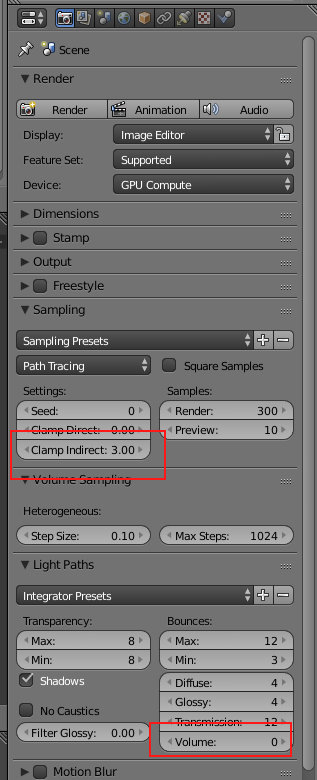 Scene
Render
Render Animation Audio
Display: Image Editor
Feature Set: Supported
Device: GPU Compute
Dimensions
Stamp
Output
Freestyle
Sampling
Sampling Presets
Path Tracing Square Samples
Settings: Samples:
Seed: 0 Render: 300
Clamp Direct: 0.00 Preview: 10
Clamp Indirect: 3.00
Volume Sampling
Heterogeneous:
Step Size: 0.10 Max Steps: 1024
Light Paths
Integrator Presets
Transparency: Bounces:
Max: 8 Max: 12
Min: 8 Min: 3
Shadows Diffuse: 4
Glossy: 4
No Caustics Transmission: 12
Filter Glossy: 0.00 Volume: 0
Motion Blur